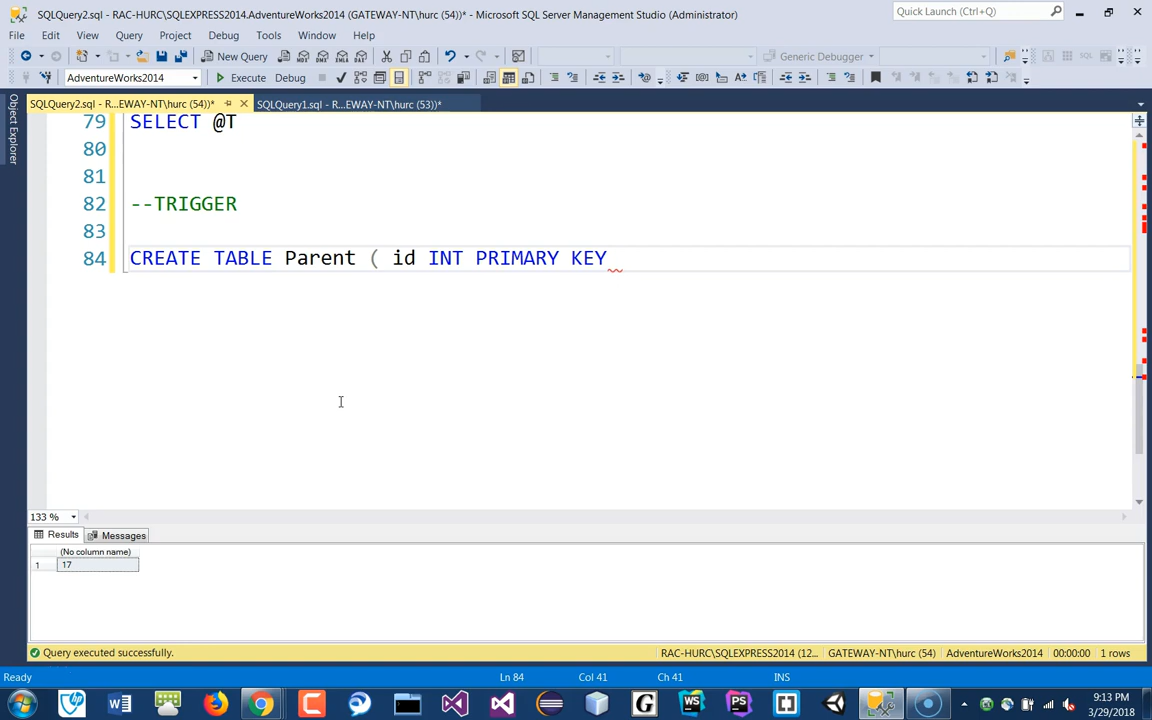 SQLQuery2.sql - RAC-HURC\SQLEXPRESS2014.AdventureWorks2014 (GATEWAY-NT\hurc (54))* - Microsoft SQL Server Management Studio (Administrator)
Quick Launch (Ctrl+Q)
File Edit View Query Project Debug Tools Window Help
New Query
Generic Debugger
AdventureWorks2014
Execute Debug
SQLQuery2.sql - R...EWAY-NT\hurc (54))*
SQLQuery1.sql - R...EWAY-NT\hurc (53))*
Object Explorer
79 SELECT @T
80
81
82 --TRIGGER
83
84 CREATE TABLE Parent ( id INT PRIMARY KEY
133 %
Results Messages
(No column name)
1 17
Query executed successfully.
RAC-HURC\SQLEXPRESS2014 (12... GATEWAY-NT\hurc (54) AdventureWorks2014 00:00:00 1 rows
Ready Ln 84 Col 41 Ch 41 INS
9:13 PM
3/29/2018